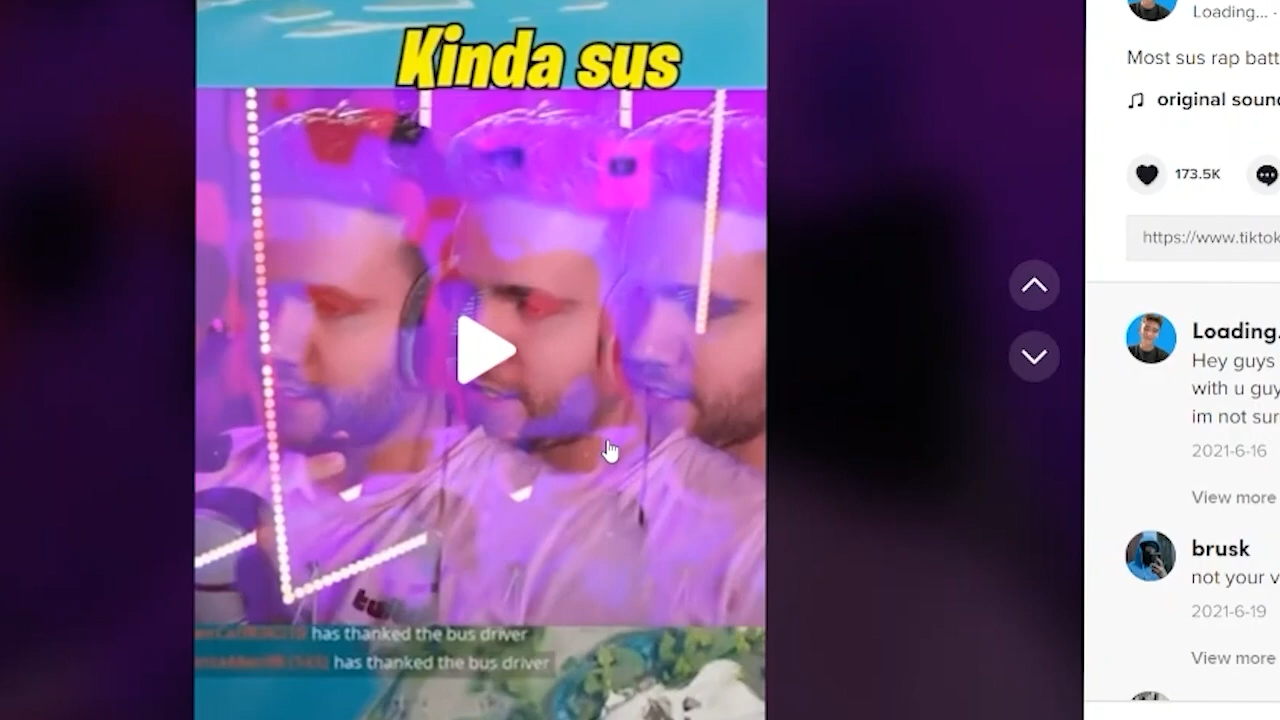 Kinda sus
has thanked the bus driver
has thanked the bus driver
Loading... -
Most sus rap batt
original soun
173.5K
https://www.tiktok
Loading.
Hey guys
with u guy
im not sur
2021-6-16
View more
brusk
not your v
2021-6-19
View more